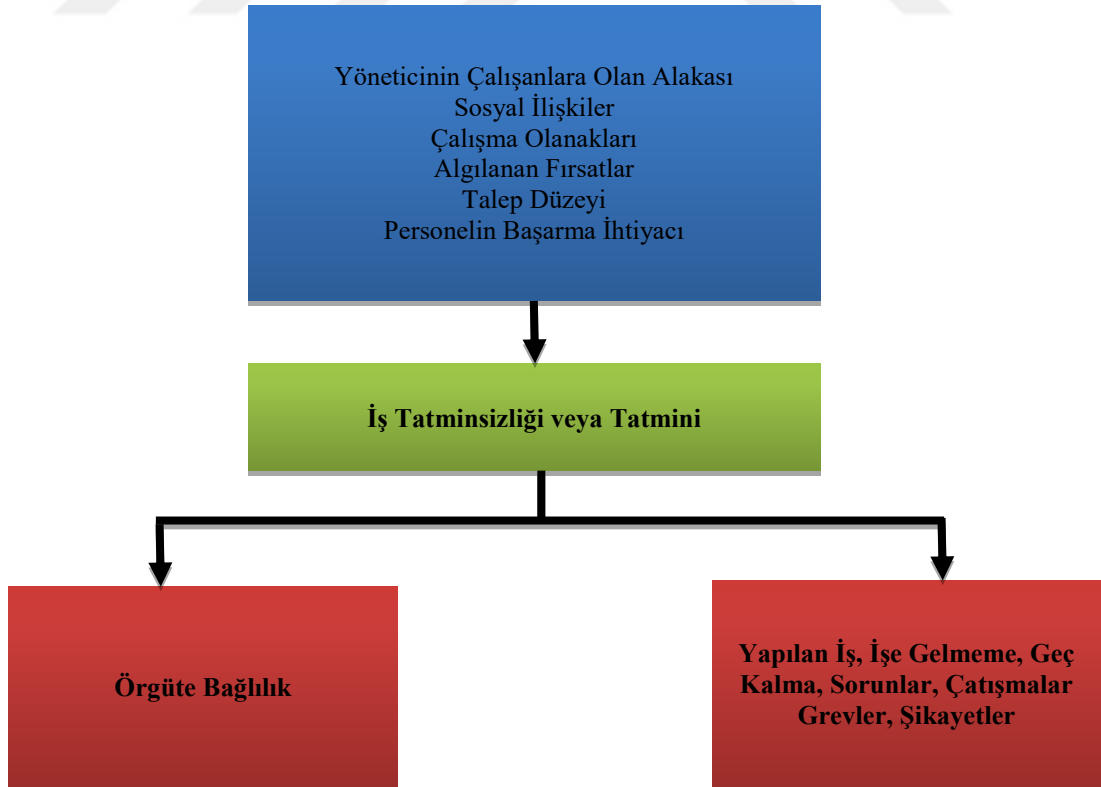 Yöneticinin Çalışanlara Olan Alakası
Sosyal İlişkiler
Çalışma Olanakları
Algılanan Fırsatlar
Talep Düzeyi
Personelin Başarma İhtiyacı
İş Tatminsizliği veya Tatmini
Örgüte Bağlılık
Yapılan İş, İşe Gelmeme, Geç
Kalma, Sorunlar, Çatışmalar
Grevler, Şikayetler